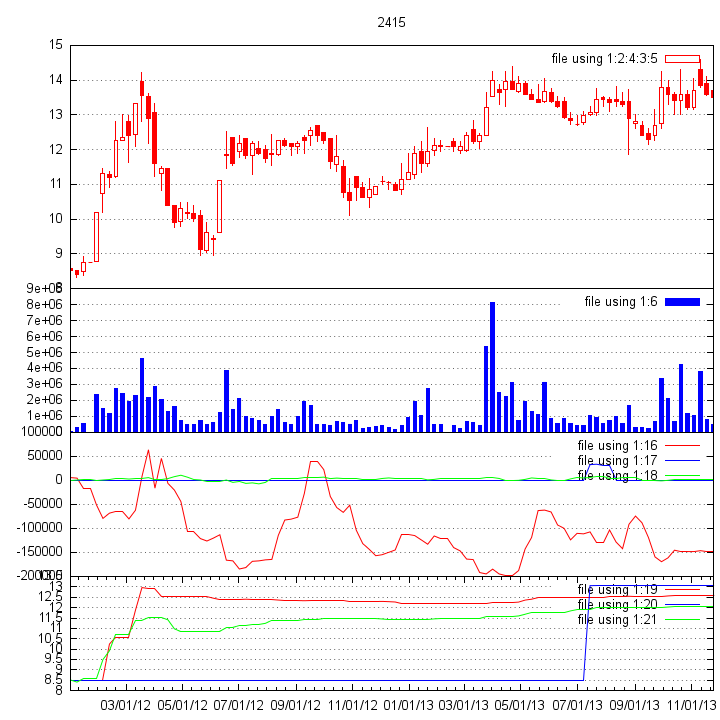 2415
15
file using 1:2:4:3:5
14
13
12
11
10
9
8
9e+06
file using 1:6
8e+06
7e+06
6e+06
5e+06
4e+06
3e+06
2e+06
1e+06
100000
file using 1:16
50000
file using 1:17
0
file using 1:18
-50000
-100000
-150000
-200000
13.5
13
file using 1:19
12.5
file using 1:20
12
file using 1:21
11.5
11
10.5
10
9.5
9
8.5
8
03/01/12 05/01/12 07/01/12 09/01/12 11/01/12 01/01/13 03/01/13 05/01/13 07/01/13 09/01/13 11/01/13